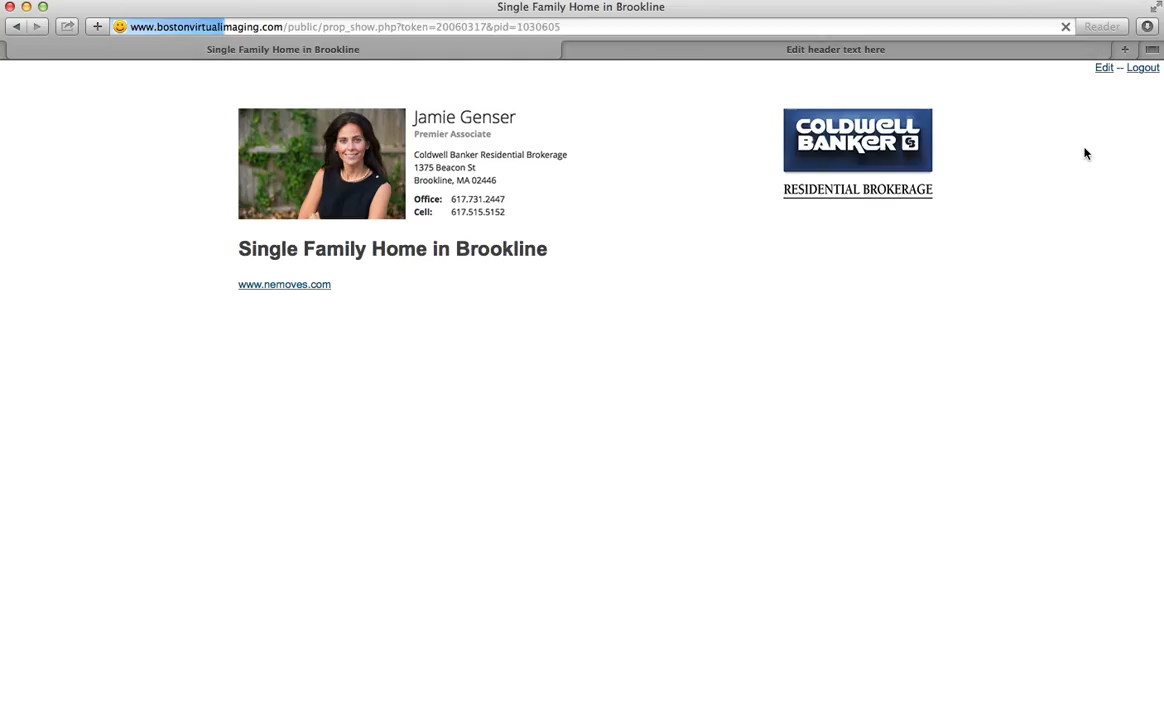 Single Family Home in Brookline
www.bostonvirtualimaging.com/public/prop_show.php?token=20060317&pid=1030605
Reader
Single Family Home in Brookline
Edit header text here
Edit -- Logout
Jamie Genser
Premier Associate
Coldwell Banker Residential Brokerage
1375 Beacon St
Brookline, MA 02446
Office: 617.731.2447
Cell: 617.515.5152
COLDWELL
BANKER
RESIDENTIAL BROKERAGE
Single Family Home in Brookline
www.nemoves.com